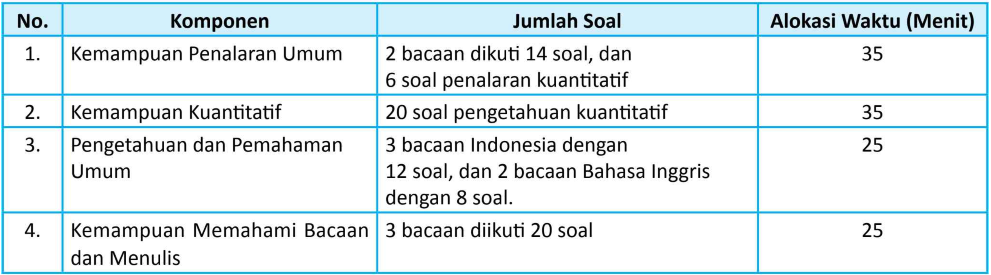 No. Komponen Jumlah Soal Alokasi Waktu (Menit)
1. Kemampuan Penalaran Umum 2 bacaan dikuti 14 soal, dan 35
6 soal penalaran kuantitatif
2. Kemampuan Kuantitatif 20 soal pengetahuan kuantitatif 35
3. Pengetahuan dan Pemahaman 3 bacaan Indonesia dengan 25
Umum 12 soal, dan 2 bacaan Bahasa Inggris
dengan 8 soal.
4. Kemampuan Memahami Bacaan 3 bacaan diikuti 20 soal 25
dan Menulis